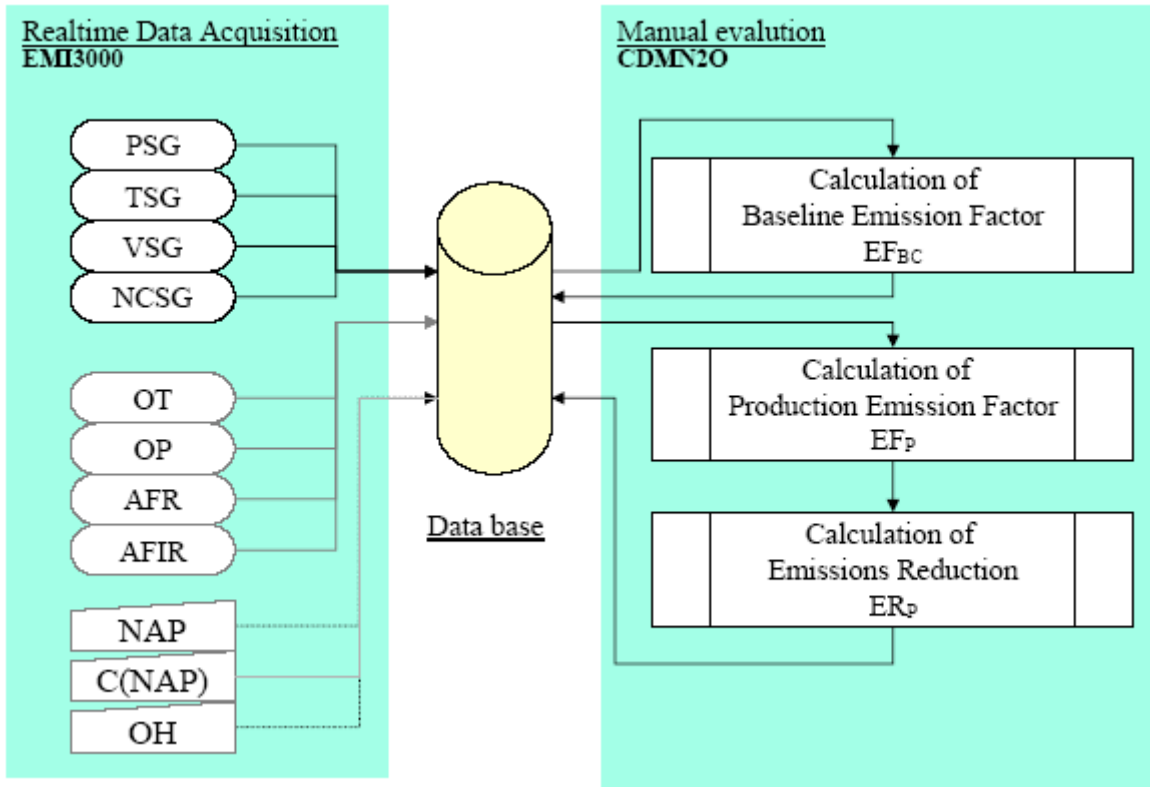 Realtime Data Acquisition
EMI3000
PSG
TSG
VSG
NCSG
OT
OP
AFR
AFIR
NAP
C(NAP)
OH
Data base
Manual evalution
CDMN2O
Calculation of
Baseline Emission Factor
EFBC
Calculation of
Production Emission Factor
EFP
Calculation of
Emissions Reduction
ERP